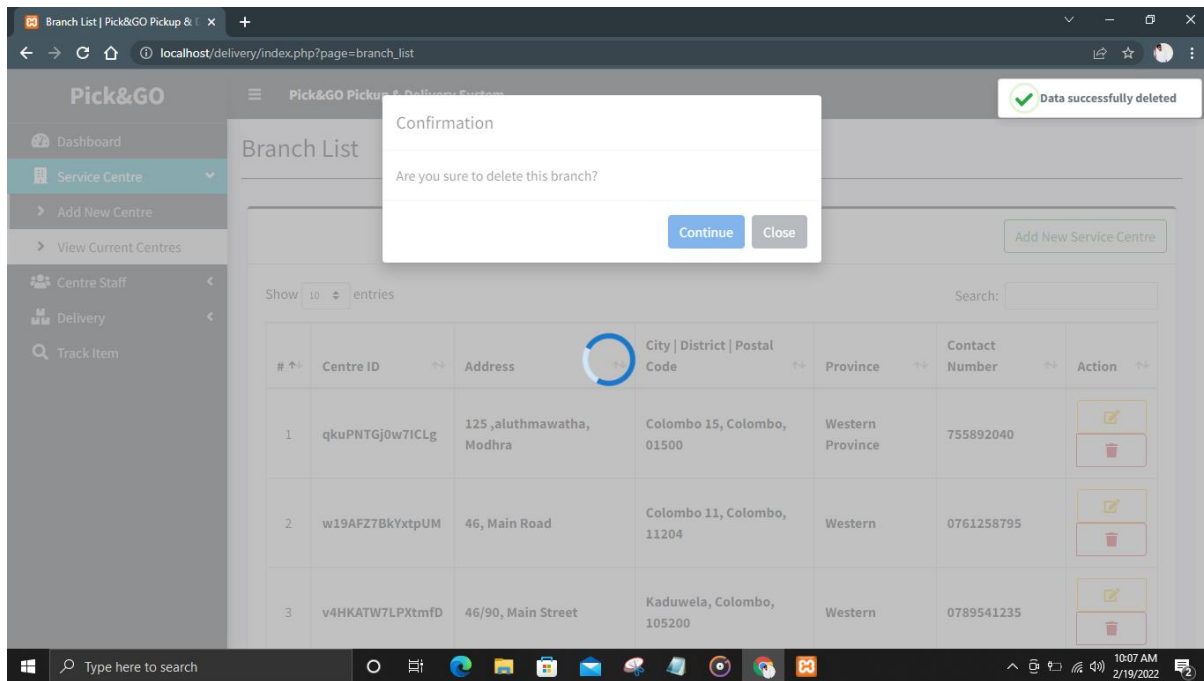 Branch List | Pick&GO Pickup & D
localhost/delivery/index.php?page=branch_list
Pick&GO
Pick&GO Pickup & Delivery System
Data successfully deleted
Confirmation
Are you sure to delete this branch?
Continue Close
Dashboard
Service Centre
Add New Centre
View Current Centres
Centre Staff
Delivery
Track Item
Branch List
Add New Service Centre
Show 10 entries
Search:
# Centre ID Address City | District | Postal Code Province Contact Number Action
1 qkuPNTGj0w7ICLg 125 ,aluthmawatha, Modhra Colombo 15, Colombo, 01500 Western Province 755892040
2 w19AFZ7BkYxtpUM 46, Main Road Colombo 11, Colombo, 11204 Western 0761258795
3 v4HKATW7LPXtmfD 46/90, Main Street Kaduwela, Colombo, 105200 Western 0789541235
Type here to search
10:07 AM
2/19/2022
2